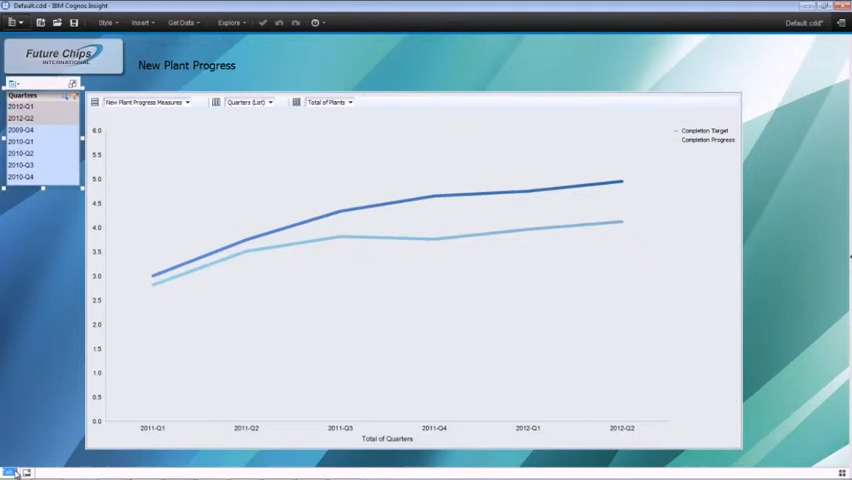 Default.cdd - IBM Cognos Insight
Style Insert Get Data Explore Default.cdd*
Future Chips
INTERNATIONAL
New Plant Progress
Quarters
2012-Q1
2012-Q2
2009-Q4
2010-Q1
2010-Q2
2010-Q3
2010-Q4
New Plant Progress Measures Quarters (List) Total of Plants
Completion Target
Completion Progress
6.0
5.5
5.0
4.5
4.0
3.5
3.0
2.5
2.0
1.5
1.0
0.5
0.0
2011-Q1 2011-Q2 2011-Q3 2011-Q4 2012-Q1 2012-Q2
Total of Quarters
Tab